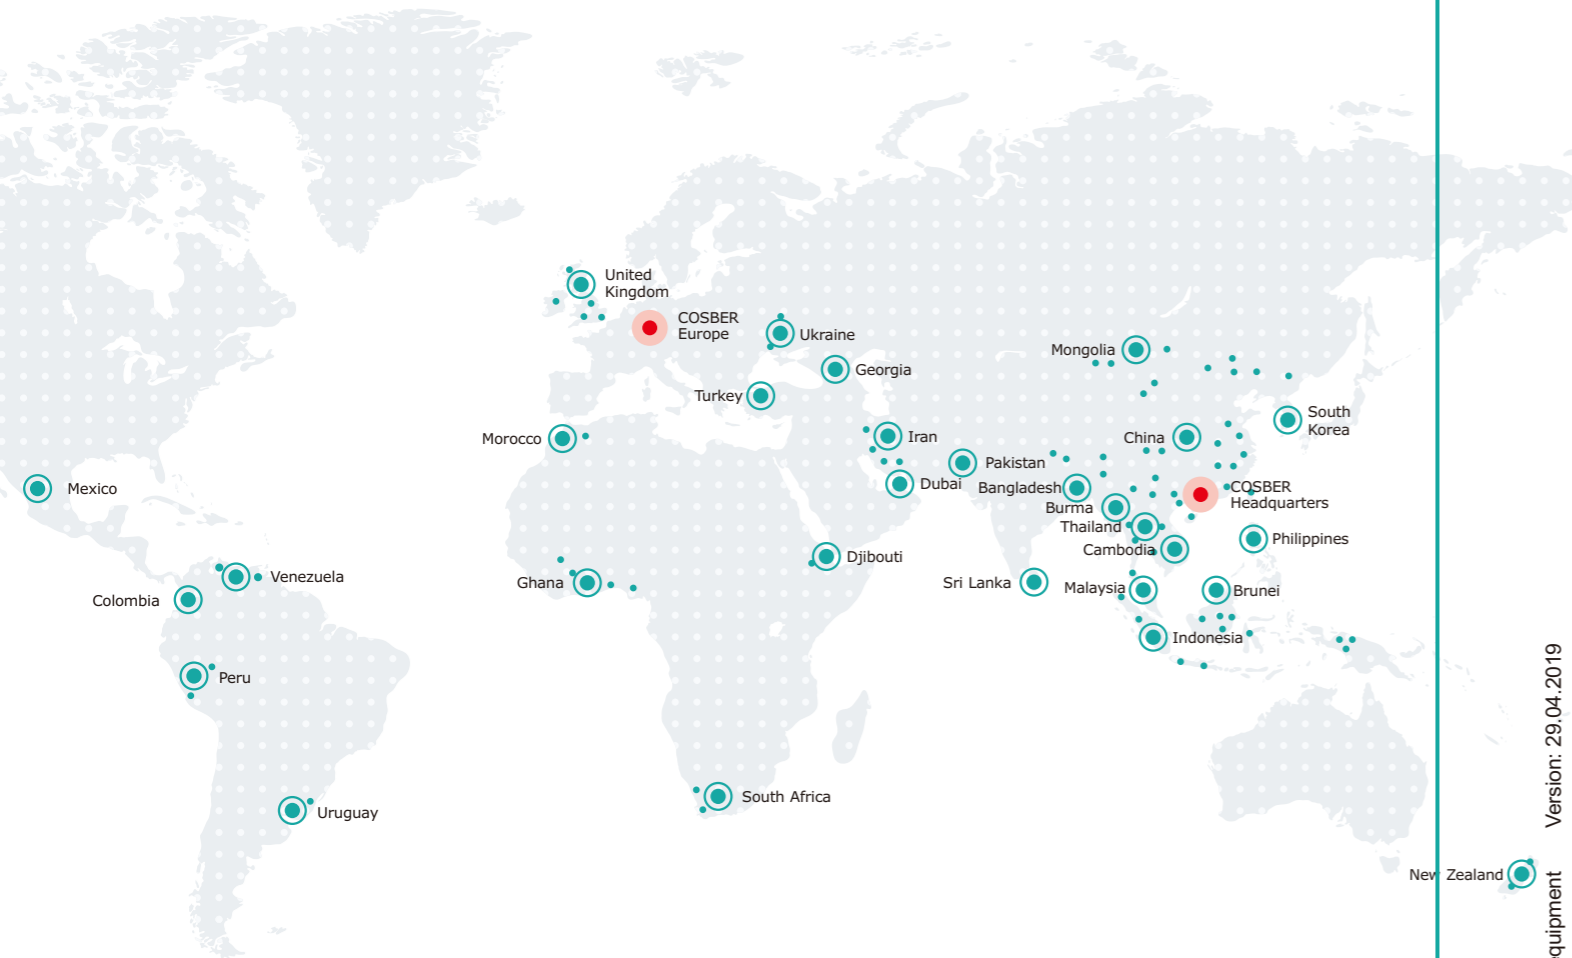 United
Kingdom
COSBER
Europe
Ukraine
Georgia
Turkey
Mongolia
South
Korea
Morocco
Iran
China
Mexico
Pakistan
Dubai
Bangladesh
COSBER
Headquarters
Burma
Thailand
Philippines
Cambodia
Djibouti
Venezuela
Ghana
Sri Lanka
Malaysia
Brunei
Colombia
Indonesia
Peru
South Africa
Uruguay
New Zealand
Version: 29.04.2019